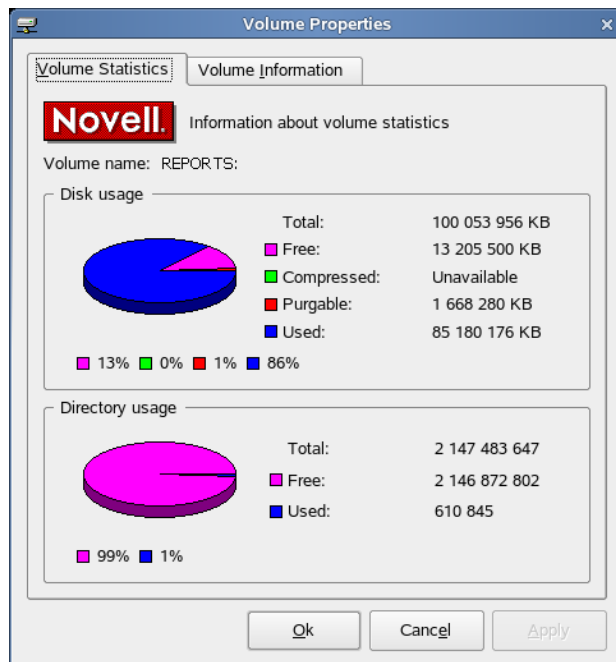 Volume Properties
Volume Statistics
Volume Information
Novell.
Information about volume statistics
Volume name: REPORTS:
Disk usage
Total: 100 053 956 KB
Free: 13 205 500 KB
Compressed: Unavailable
Purgable: 1 668 280 KB
Used: 85 180 176 KB
13% 0% 1% 86%
Directory usage
Total: 2 147 483 647
Free: 2 146 872 802
Used: 610 845
99% 1%
Ok Cancel Apply